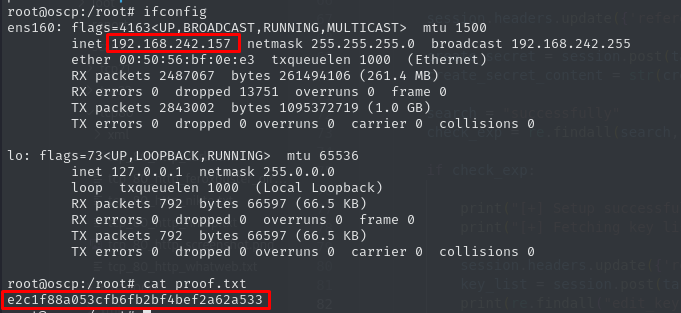 root@oscp:/root# ifconfig
ens160: flags=4163<UP,BROADCAST,RUNNING,MULTICAST>  mtu 1500
        inet 192.168.242.157  netmask 255.255.255.0  broadcast 192.168.242.255
        ether 00:50:56:bf:0e:e3  txqueuelen 1000  (Ethernet)
        RX packets 2487067  bytes 261494106 (261.4 MB)
        RX errors 0  dropped 13751  overruns 0  frame 0
        TX packets 2843002  bytes 1095372719 (1.0 GB)
        TX errors 0  dropped 0 overruns 0  carrier 0  collisions 0

lo: flags=73<UP,LOOPBACK,RUNNING>  mtu 65536
        inet 127.0.0.1  netmask 255.0.0.0
        loop  txqueuelen 1000  (Local Loopback)
        RX packets 792  bytes 66597 (66.5 KB)
        RX errors 0  dropped 0  overruns 0  frame 0
        TX packets 792  bytes 66597 (66.5 KB)
        TX errors 0  dropped 0 overruns 0  carrier 0  collisions 0

root@oscp:/root# cat proof.txt
e2c1f88a053cfb6fb2bf4bef2a62a533
root@oscp:/root#